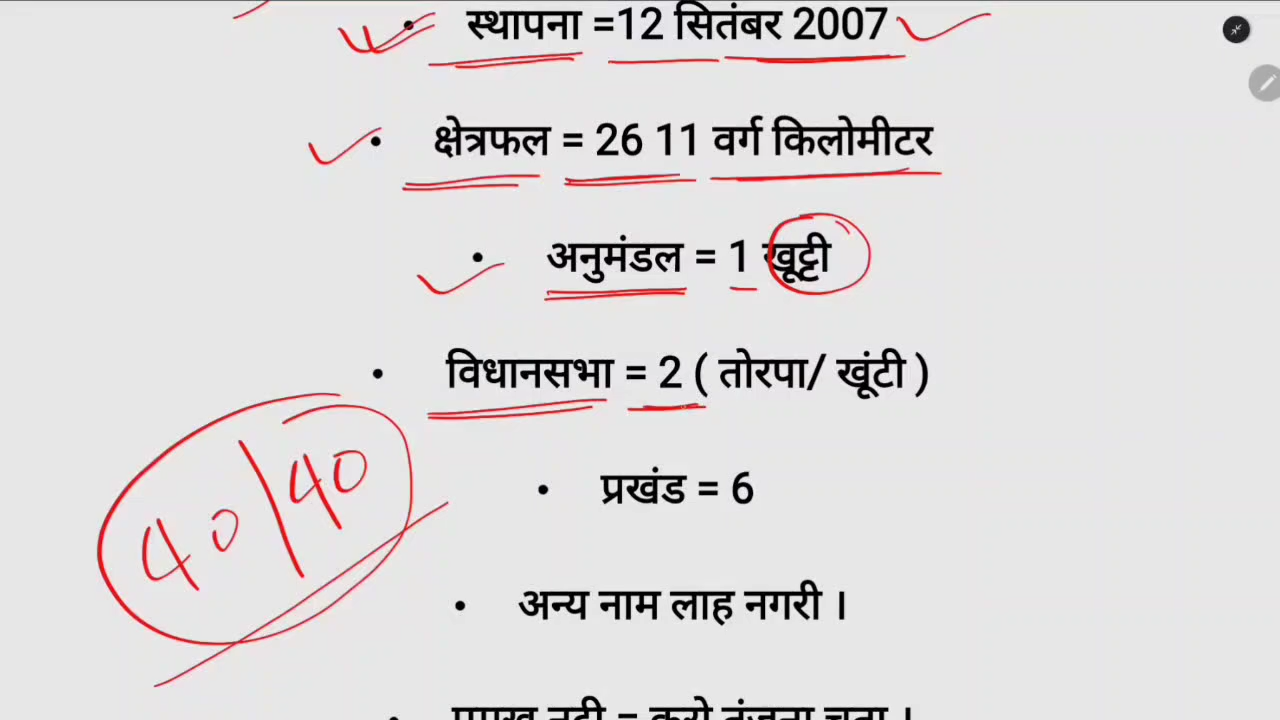 • स्थापना =12 सितंबर 2007
• क्षेत्रफल = 26 11 वर्ग किलोमीटर
• अनुमंडल = 1 खूट्टी
• विधानसभा = 2 ( तोरपा/ खूंटी )
40/40
• प्रखंड = 6
• अन्य नाम लाह नगरी ।